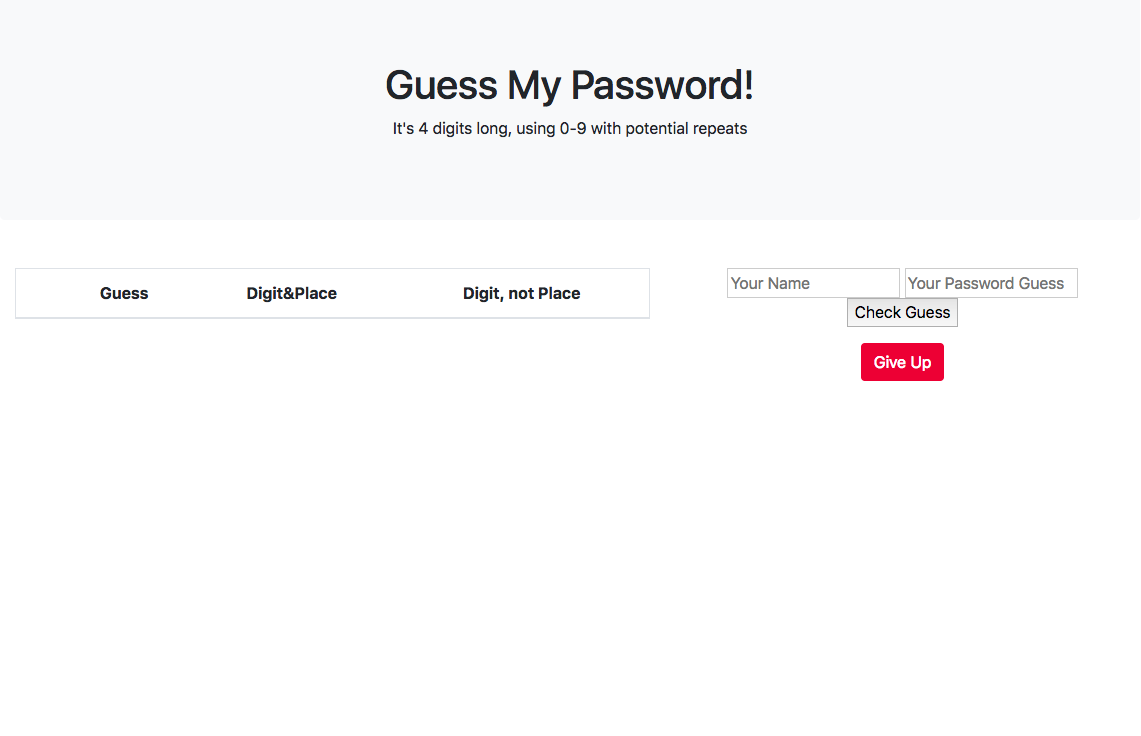 Guess My Password!
It's 4 digits long, using 0-9 with potential repeats
Guess Digit&Place Digit, not Place
Your Name Your Password Guess
Check Guess
Give Up